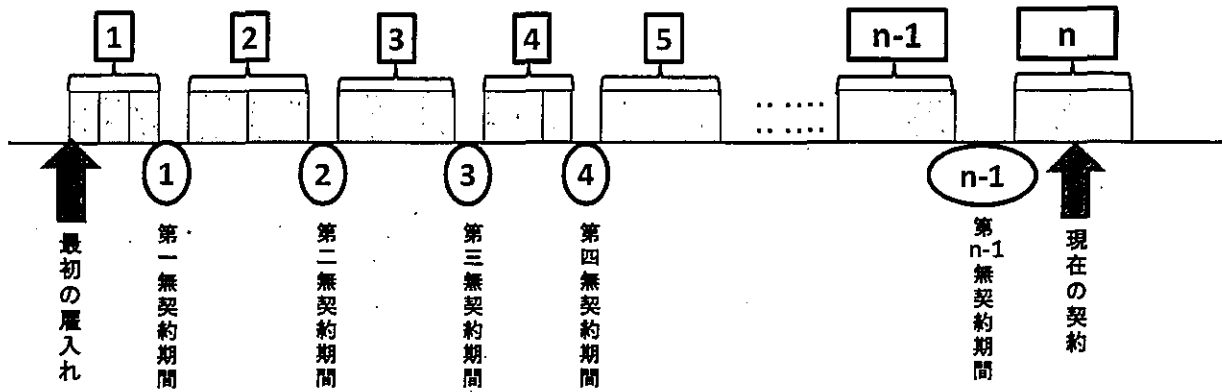 1 2 3 4 5 n-1 n
‥ ‥‥
‥ ‥‥
1 2 3 4 n-1
最初の雇入れ
第一無契約期間
第二無契約期間
第三無契約期間
第四無契約期間
第n-1無契約期間
現在の契約